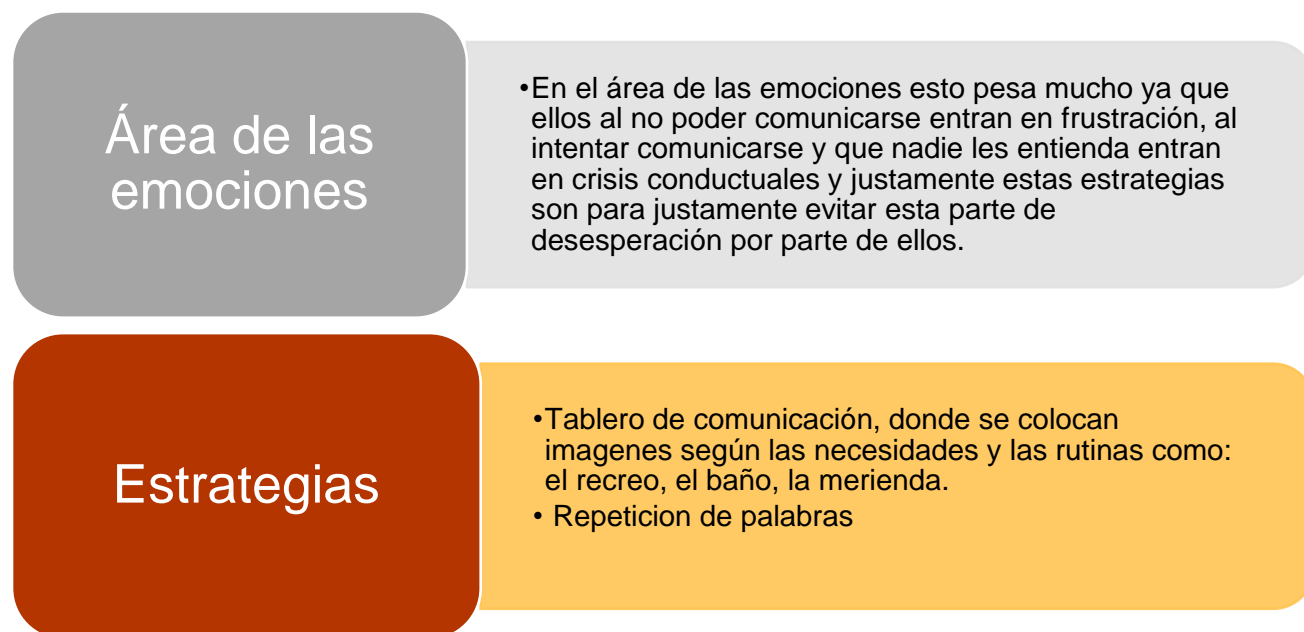 Área de las
emociones
•En el área de las emociones esto pesa mucho ya que
ellos al no poder comunicarse entran en frustración, al
intentar comunicarse y que nadie les entienda entran
en crisis conductuales y justamente estas estrategias
son para justamente evitar esta parte de
desesperación por parte de ellos.
Estrategias
•Tablero de comunicación, donde se colocan
imagenes según las necesidades y las rutinas como:
el recreo, el baño, la merienda.
• Repeticion de palabras